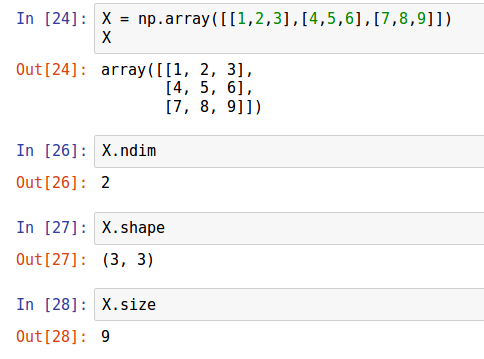 In [24]: X = np.array([[1,2,3],[4,5,6],[7,8,9]])
X
Out[24]: array([[1, 2, 3],
[4, 5, 6],
[7, 8, 9]])
In [26]: X.ndim
Out[26]: 2
In [27]: X.shape
Out[27]: (3, 3)
In [28]: X.size
Out[28]: 9